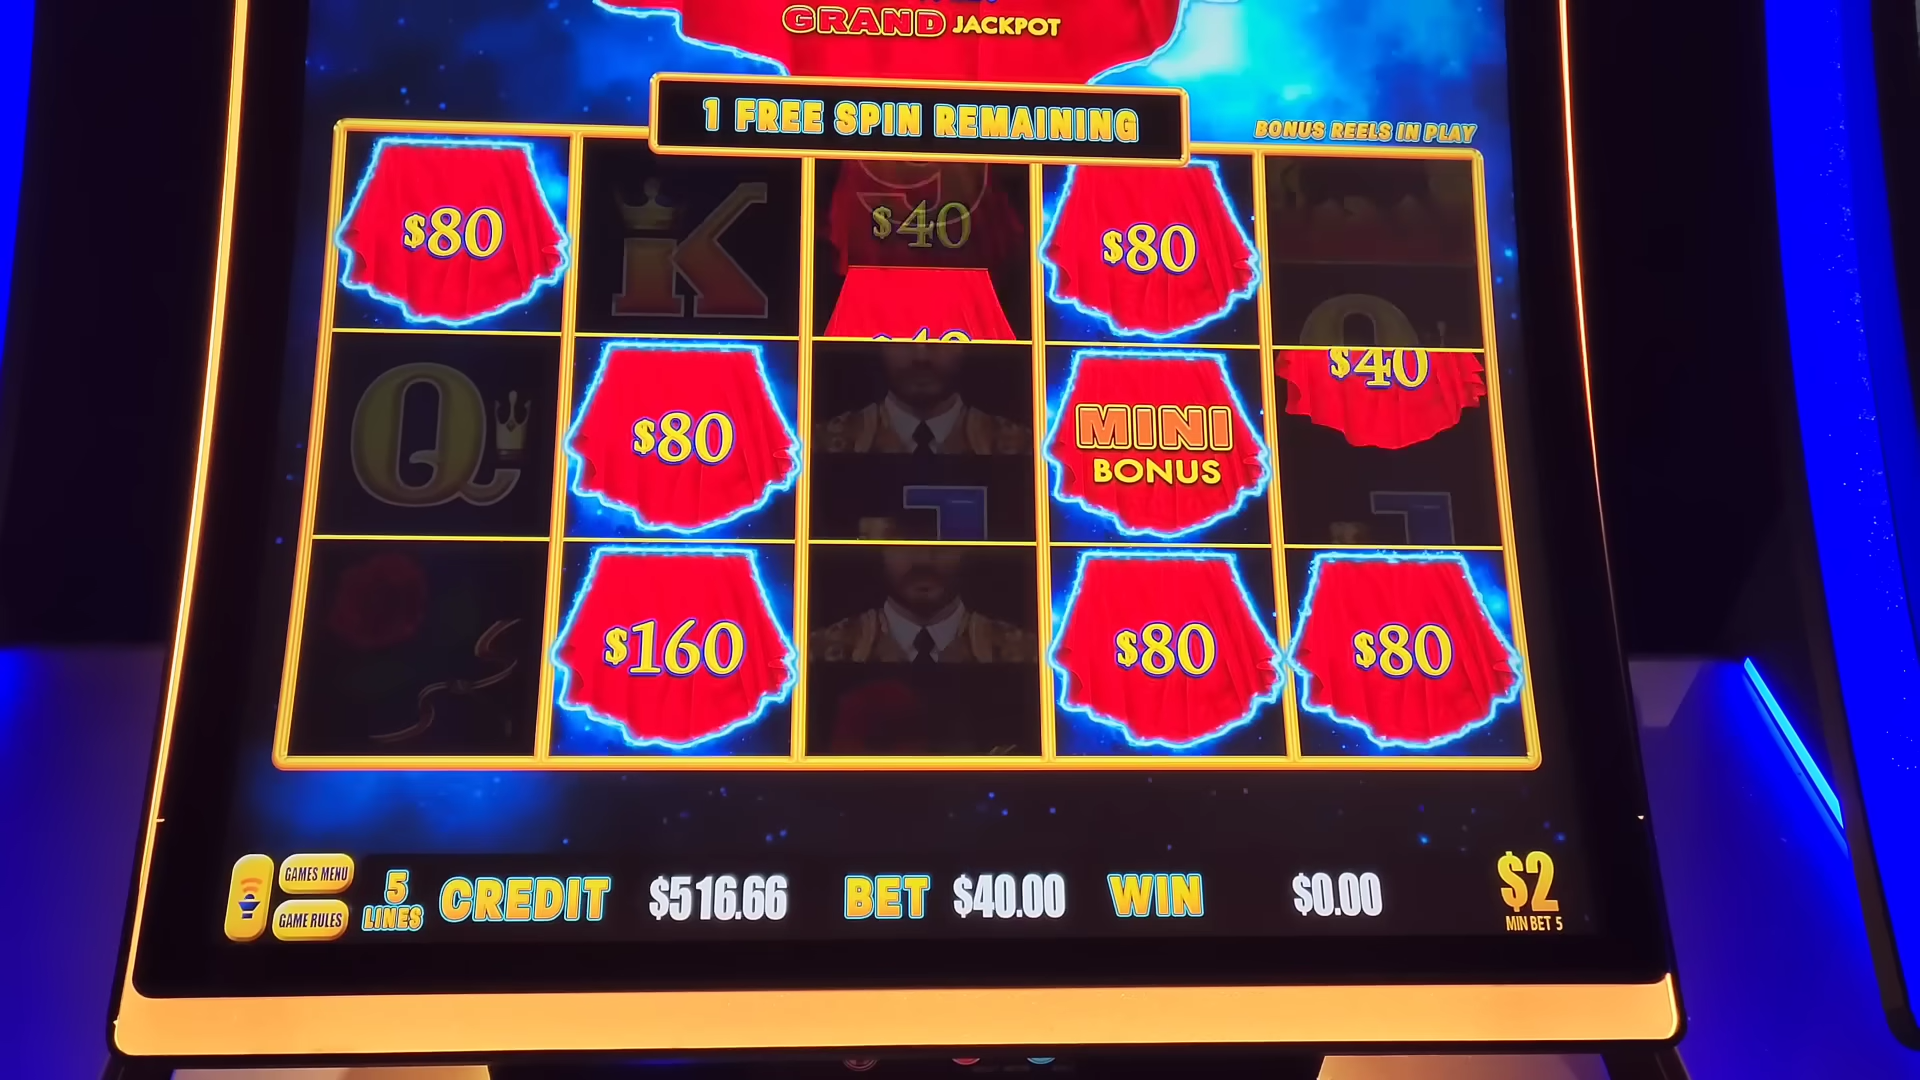 GRAND JACKPOT
1 FREE SPIN REMAINING
BONUS REELS IN PLAY
$80
K
$40
$80
Q
Q
$80
MINI
BONUS
$40
J
J
$160
$80
$80
GAMES MENU
GAME RULES
5
LINES
CREDIT $516.66 BET $40.00 WIN $0.00
$2
MIN BET 5